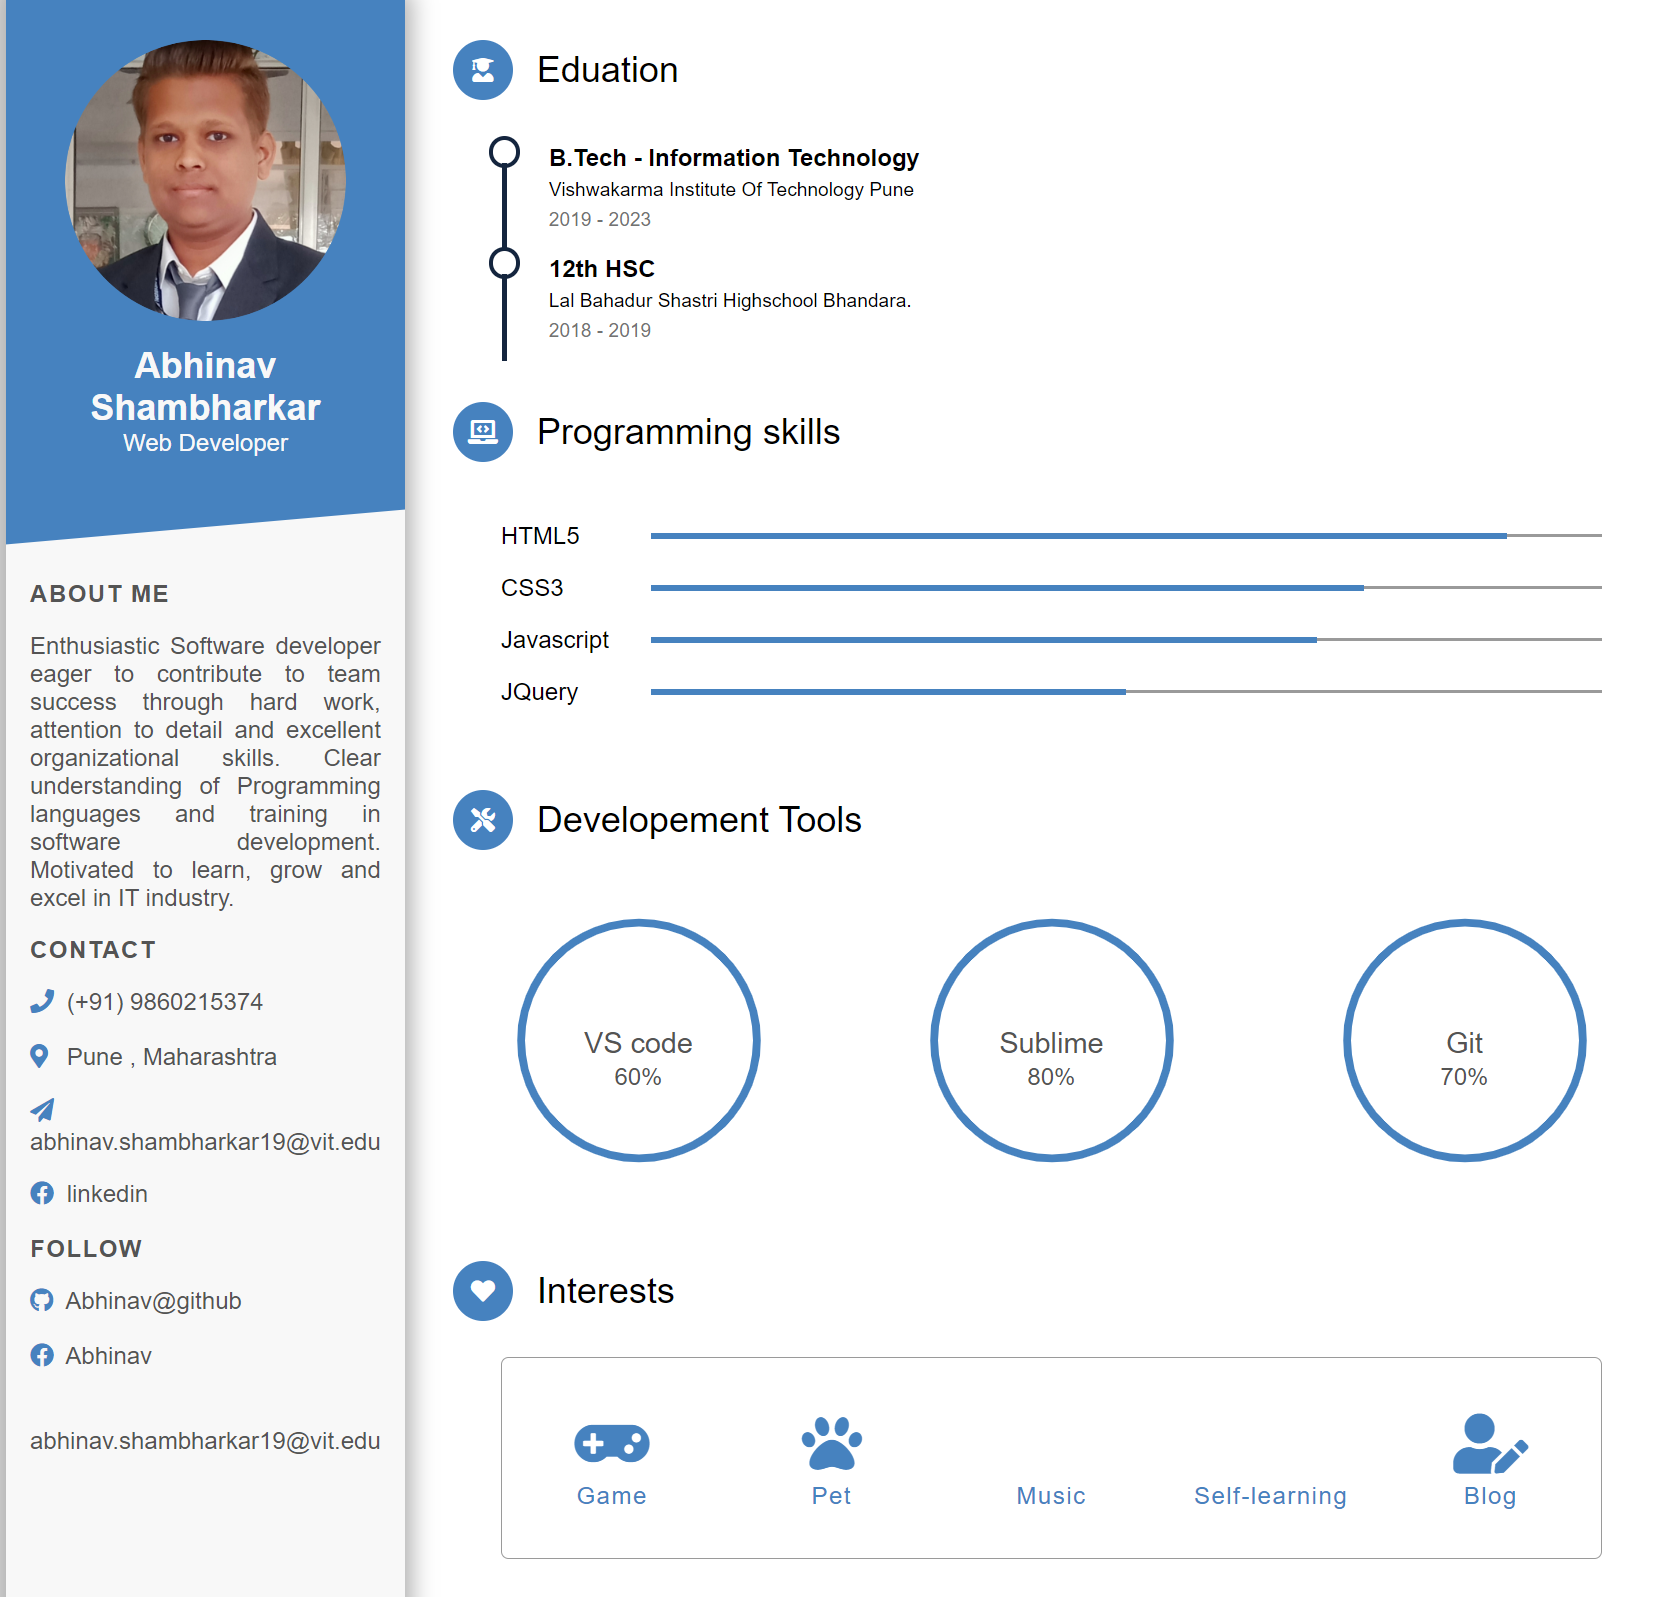 Abhinav
Shambharkar
Web Developer
ABOUT ME
Enthusiastic Software developer
eager to contribute to team
success through hard work,
attention to detail and excellent
organizational skills. Clear
understanding of Programming
languages and training in
software development.
Motivated to learn, grow and
excel in IT industry.
CONTACT
(+91) 9860215374
Pune , Maharashtra
abhinav.shambharkar19@vit.edu
linkedin
FOLLOW
Abhinav@github
Abhinav
abhinav.shambharkar19@vit.edu
Eduation
B.Tech - Information Technology
Vishwakarma Institute Of Technology Pune
2019 - 2023
12th HSC
Lal Bahadur Shastri Highschool Bhandara.
2018 - 2019
Programming skills
HTML5
CSS3
Javascript
JQuery
Developement Tools
VS code
60%
Sublime
80%
Git
70%
Interests
Game
Pet
Music
Self-learning
Blog